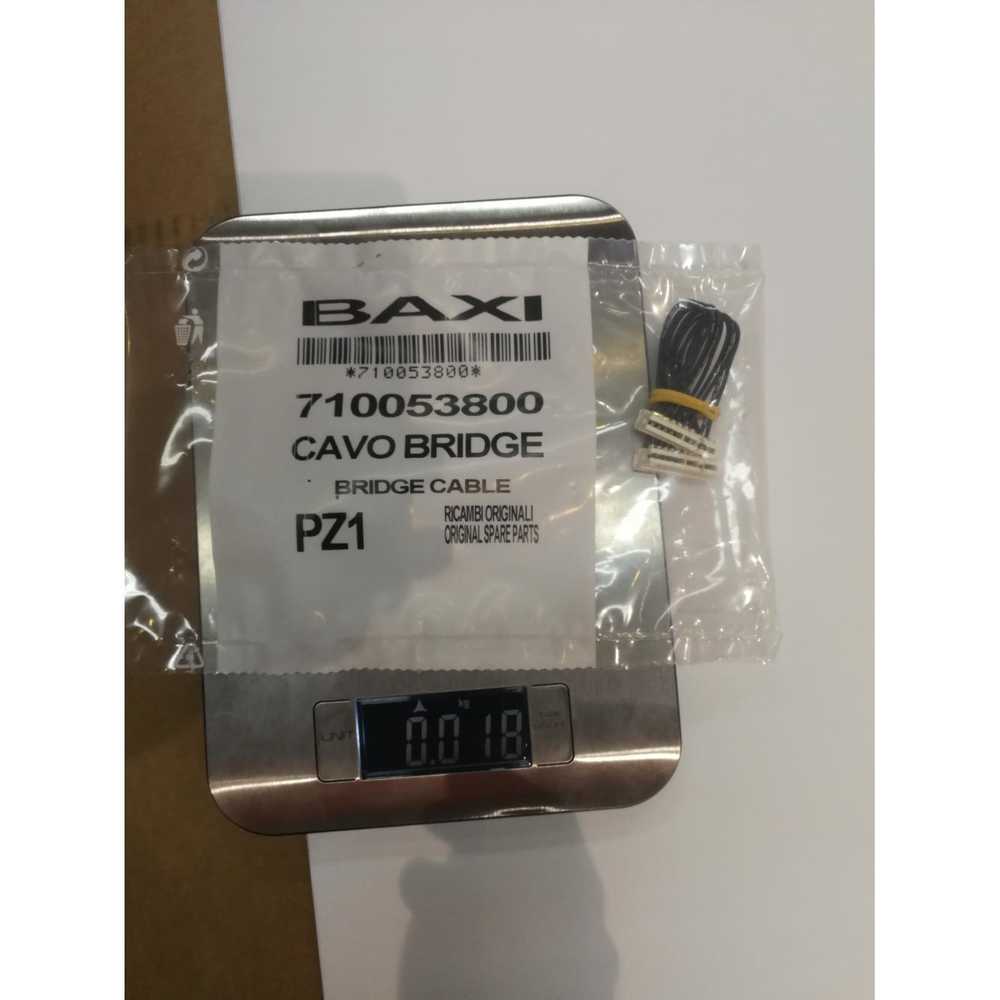 BAXI
*710053800*
710053800
CAVO BRIDGE
BRIDGE CABLE
PZ1
RICAMBI ORIGINALI
ORIGINAL SPARE PARTS
kg
UNIT
0.018